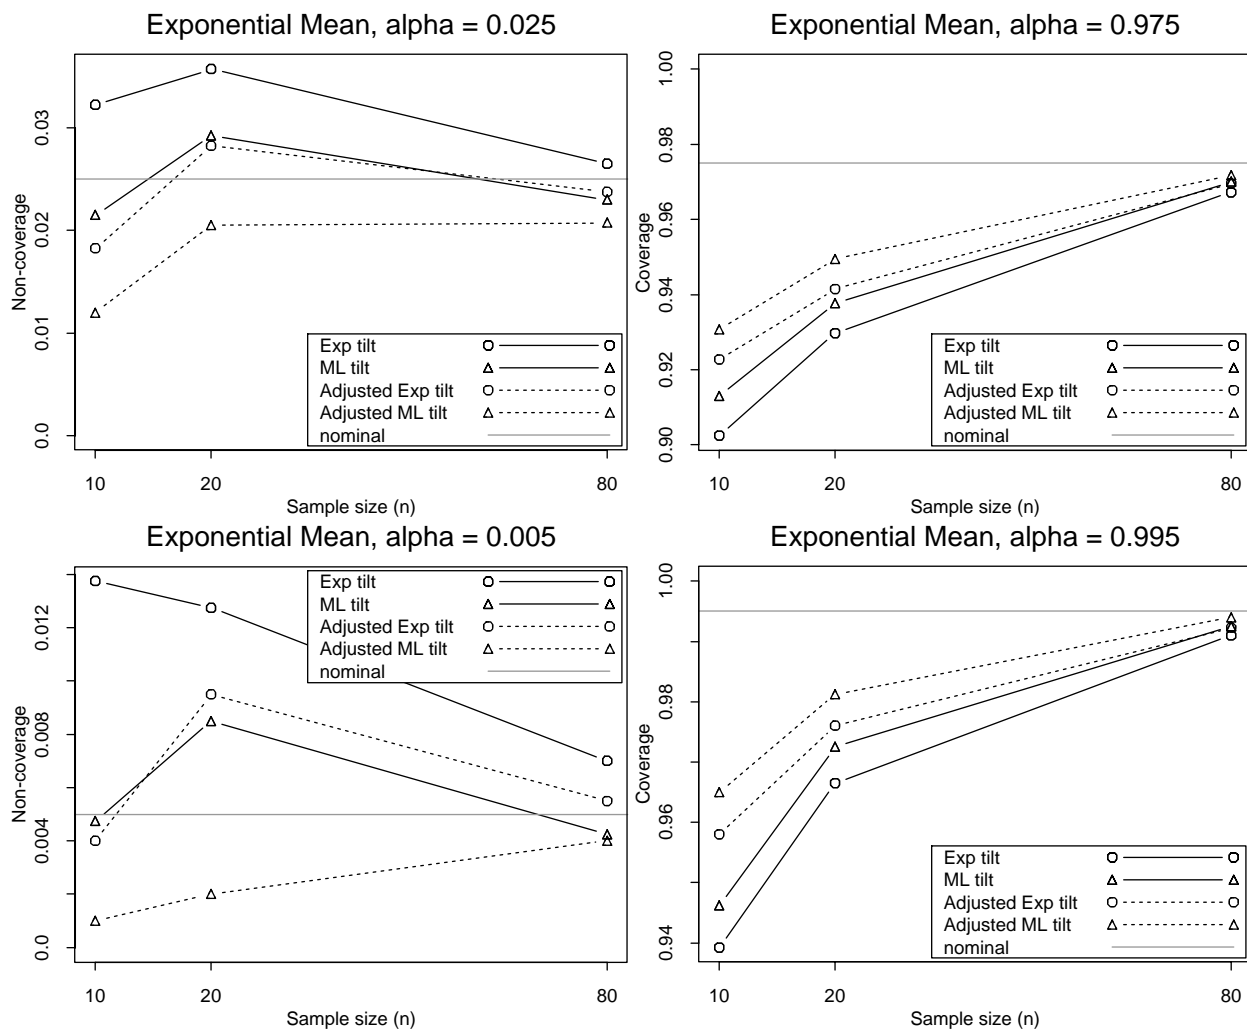 Exponential Mean, alpha = 0.025
Non-coverage
0.03
0.02
0.01
0.0
Exp tilt
ML tilt
Adjusted Exp tilt
Adjusted ML tilt
nominal
10 20 80
Sample size (n)
Exponential Mean, alpha = 0.975
Coverage
1.00
0.98
0.96
0.94
0.92
0.90
Exp tilt
ML tilt
Adjusted Exp tilt
Adjusted ML tilt
nominal
10 20 80
Sample size (n)
Exponential Mean, alpha = 0.005
Non-coverage
0.012
0.008
0.004
0.0
Exp tilt
ML tilt
Adjusted Exp tilt
Adjusted ML tilt
nominal
10 20 80
Sample size (n)
Exponential Mean, alpha = 0.995
Coverage
1.00
0.98
0.96
0.94
Exp tilt
ML tilt
Adjusted Exp tilt
Adjusted ML tilt
nominal
10 20 80
Sample size (n)